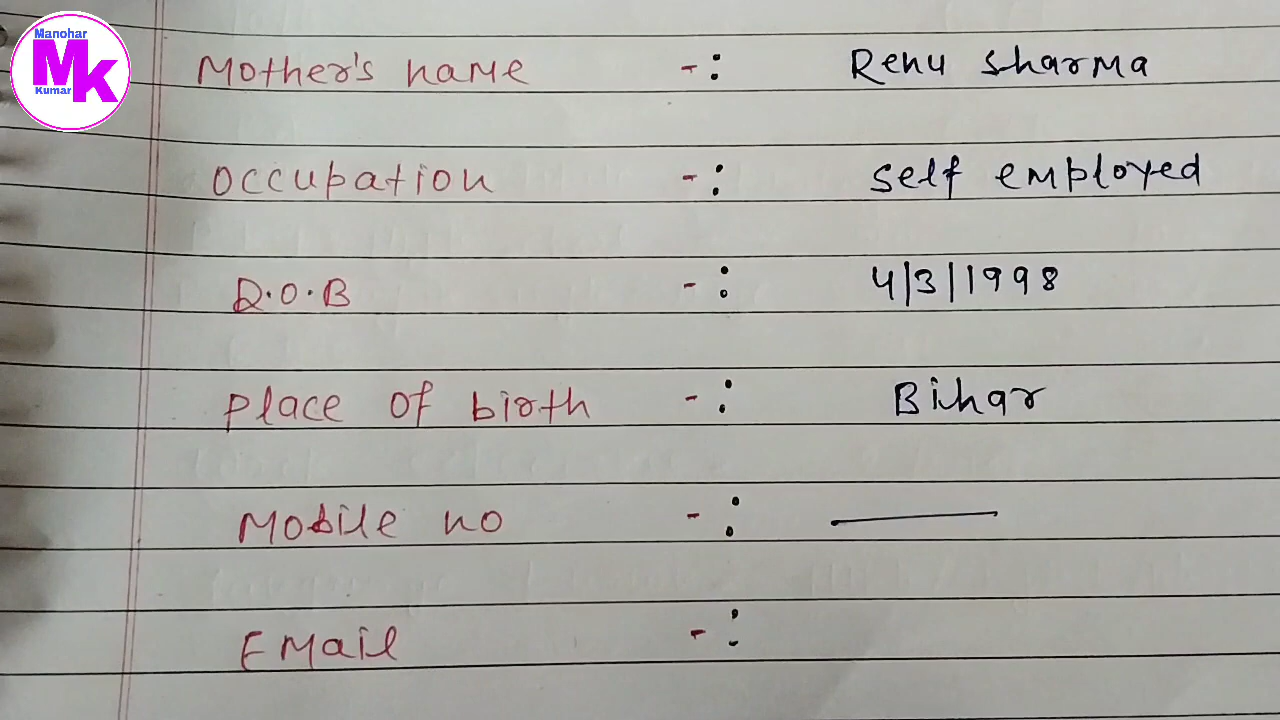 Manohar
MK
Kumar
Mother's name -: Renu Sharma
Occupation -: Self employed
D.O.B -: 4/3/1998
Place of birth -: Bihar
Mobile no -: ———
Email -: